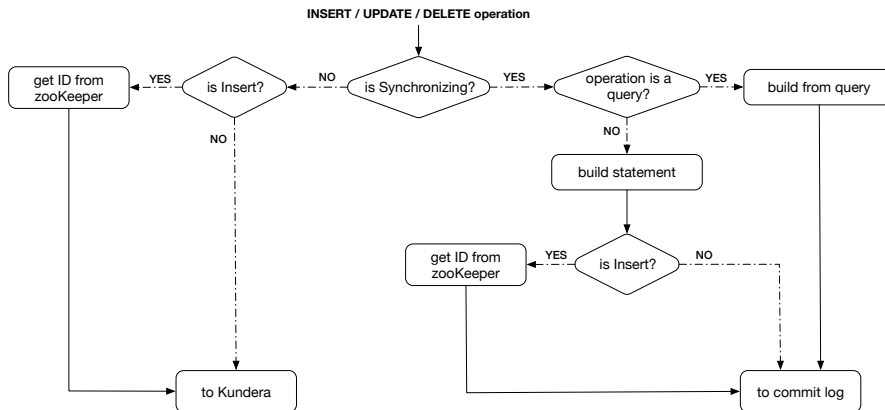 INSERT / UPDATE / DELETE operation
get ID from
zooKeeper
YES
is Insert?
NO
is Synchronizing?
YES
operation is a
query?
YES
build from query
NO
NO
build statement
get ID from
zooKeeper
YES
is Insert?
NO
to Kundera
to commit log